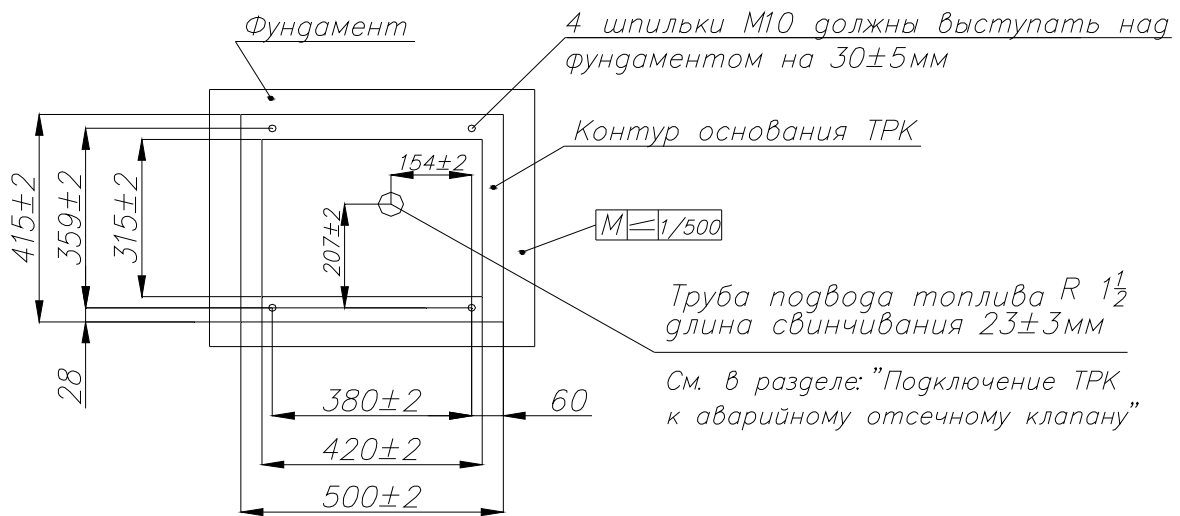 Фундамент
4 шпильки М10 должны выступать над
фундаментом на 30±5мм
Контур основания ТРК
154±2
415±2
359±2
315±2
207±2
М 1/500
Труба подвода топлива R 1 1/2
длина свинчивания 23±3мм
См. в разделе: "Подключение ТРК
к аварийному отсечному клапану"
28
380±2
60
420±2
500±2